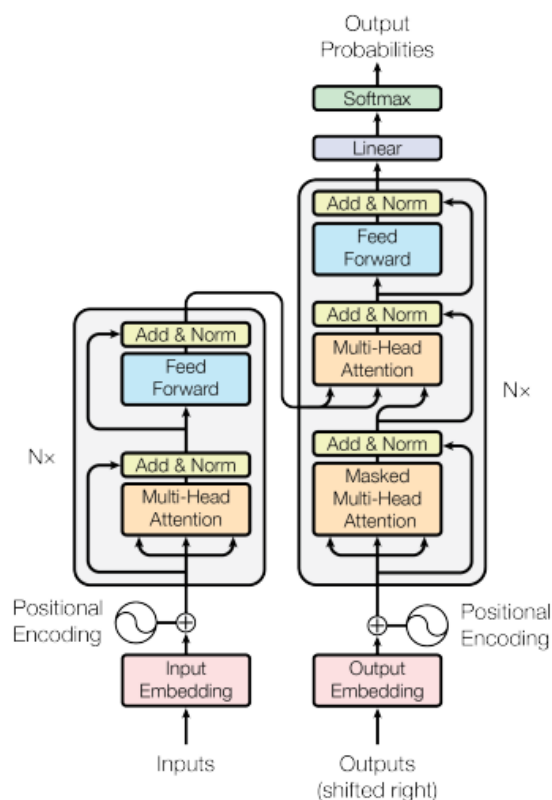 Output
Probabilities
Softmax
Linear
Add & Norm
Feed
Forward
Add & Norm
Multi-Head
Attention
Add & Norm
Masked
Multi-Head
Attention
N×
Add & Norm
Feed
Forward
Add & Norm
Multi-Head
Attention
N×
Positional
Encoding
Positional
Encoding
Input
Embedding
Output
Embedding
Inputs
Outputs
(shifted right)